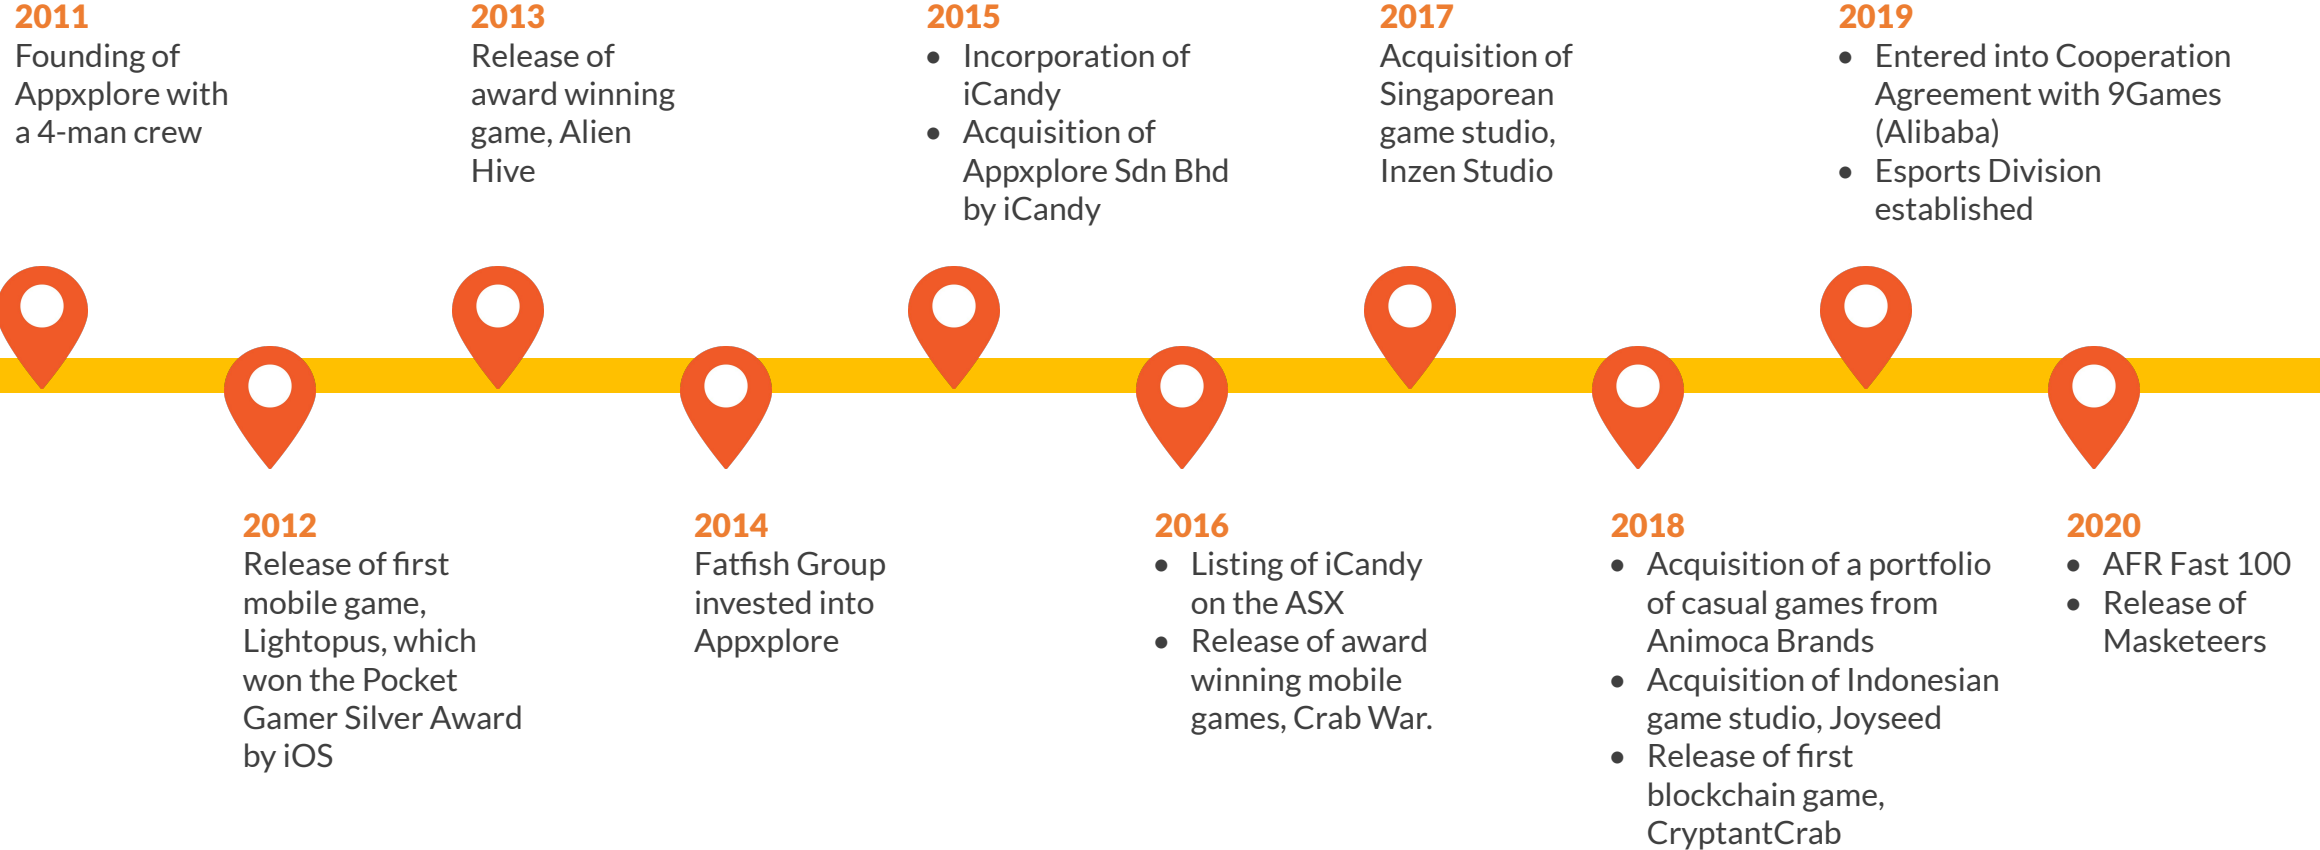 2011
Founding of
Appxplore with
a 4-man crew
2013
Release of
award winning
game, Alien
Hive
2015
• Incorporation of
iCandy
• Acquisition of
Appxplore Sdn Bhd
by iCandy
2017
Acquisition of
Singaporean
game studio,
Inzen Studio
2019
• Entered into Cooperation
Agreement with 9Games
(Alibaba)
• Esports Division
established
2012
Release of first
mobile game,
Lightopus, which
won the Pocket
Gamer Silver Award
by iOS
2014
Fatfish Group
invested into
Appxplore
2016
• Listing of iCandy
on the ASX
• Release of award
winning mobile
games, Crab War.
2018
• Acquisition of a portfolio
of casual games from
Animoca Brands
• Acquisition of Indonesian
game studio, Joyseed
• Release of first
blockchain game,
CryptantCrab
2020
• AFR Fast 100
• Release of
Masketeers